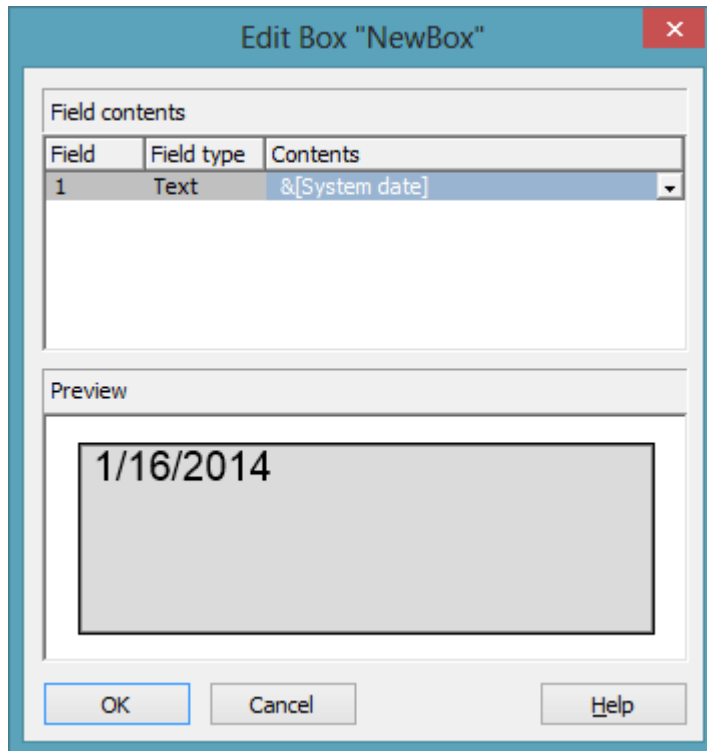 Edit Box "NewBox"
Field contents
Field Field type Contents
1 Text &[System date]
Preview
1/16/2014
OK Cancel Help